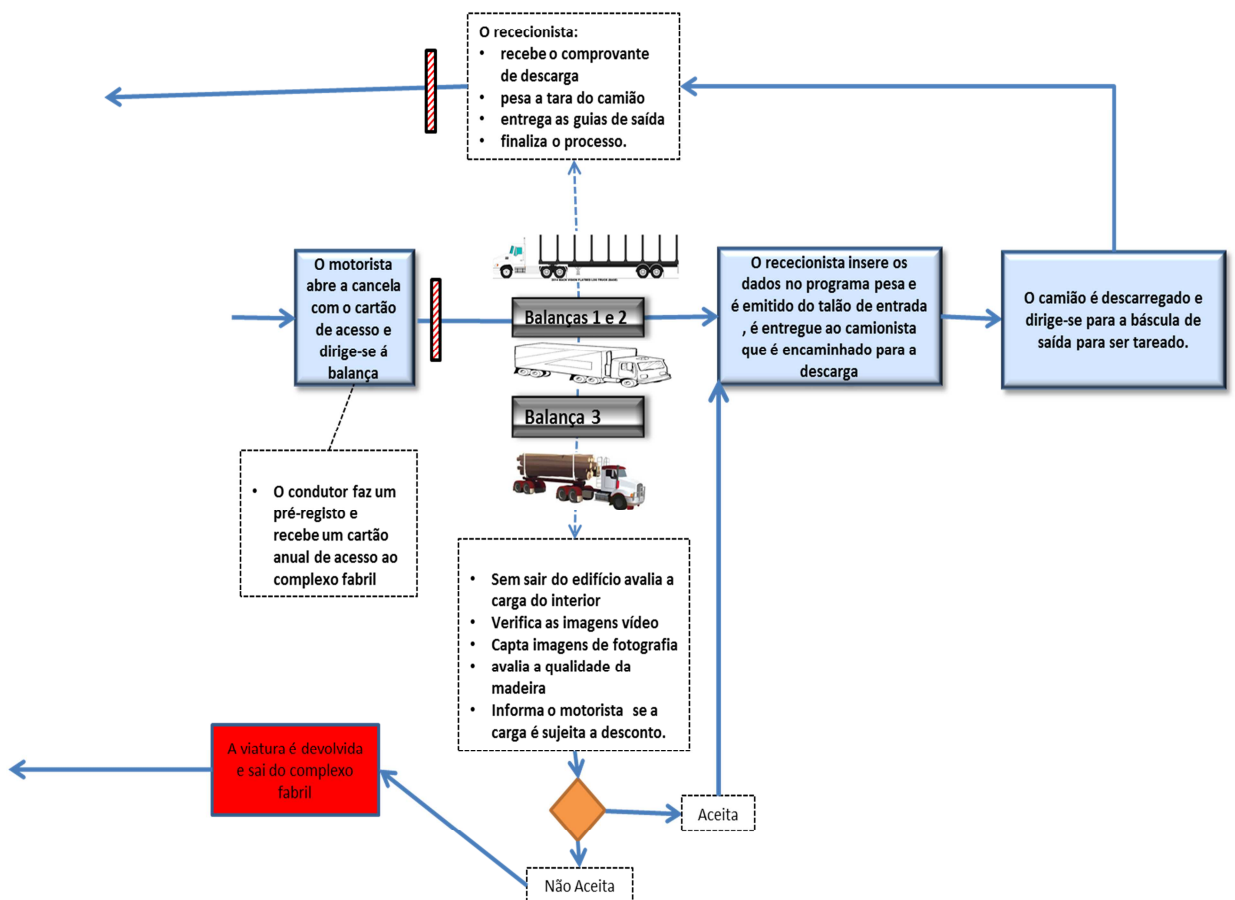 O rececionista:
• recebe o comprovante
de descarga
• pesa a tara do camião
• entrega as guias de saída
• finaliza o processo.
O motorista
abre a cancela
com o cartão
de acesso e
dirige-se á
balança
Balanças 1 e 2
Balança 3
O rececionista insere os
dados no programa pesa e
é emitido do talão de entrada
, é entregue ao camionista
que é encaminhado para a
descarga
O camião é descarregado e
dirige-se para a báscula de
saída para ser tareado.
• O condutor faz um
pré-registo e
recebe um cartão
anual de acesso ao
complexo fabril
• Sem sair do edifício avalia a
carga do interior
• Verifica as imagens vídeo
• Capta imagens de fotografia
• avalia a qualidade da
madeira
• Informa o motorista se a
carga é sujeita a desconto.
A viatura é devolvida
e sai do complexo
fabril
Aceita
Não Aceita